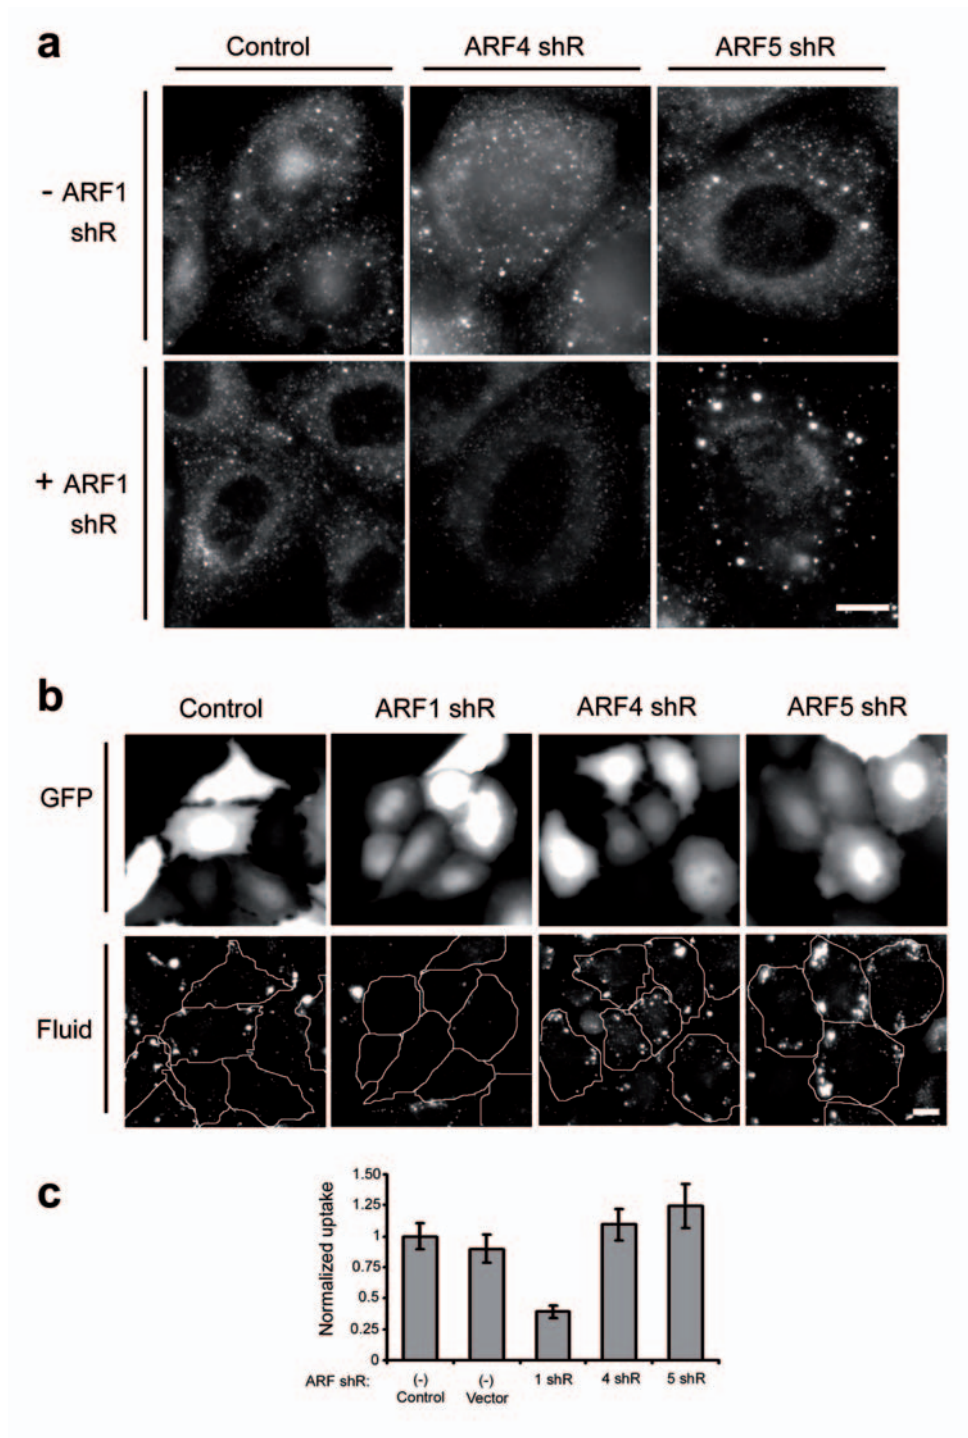 a
Control ARF4 shR ARF5 shR
- ARF1
shR
+ ARF1
shR
b
Control ARF1 shR ARF4 shR ARF5 shR
GFP
Fluid
c
Normalized uptake
1.50
1.25
1
0.75
0.5
0.25
0
ARF shR: (-) (-) 1 shR 4 shR 5 shR
Control Vector